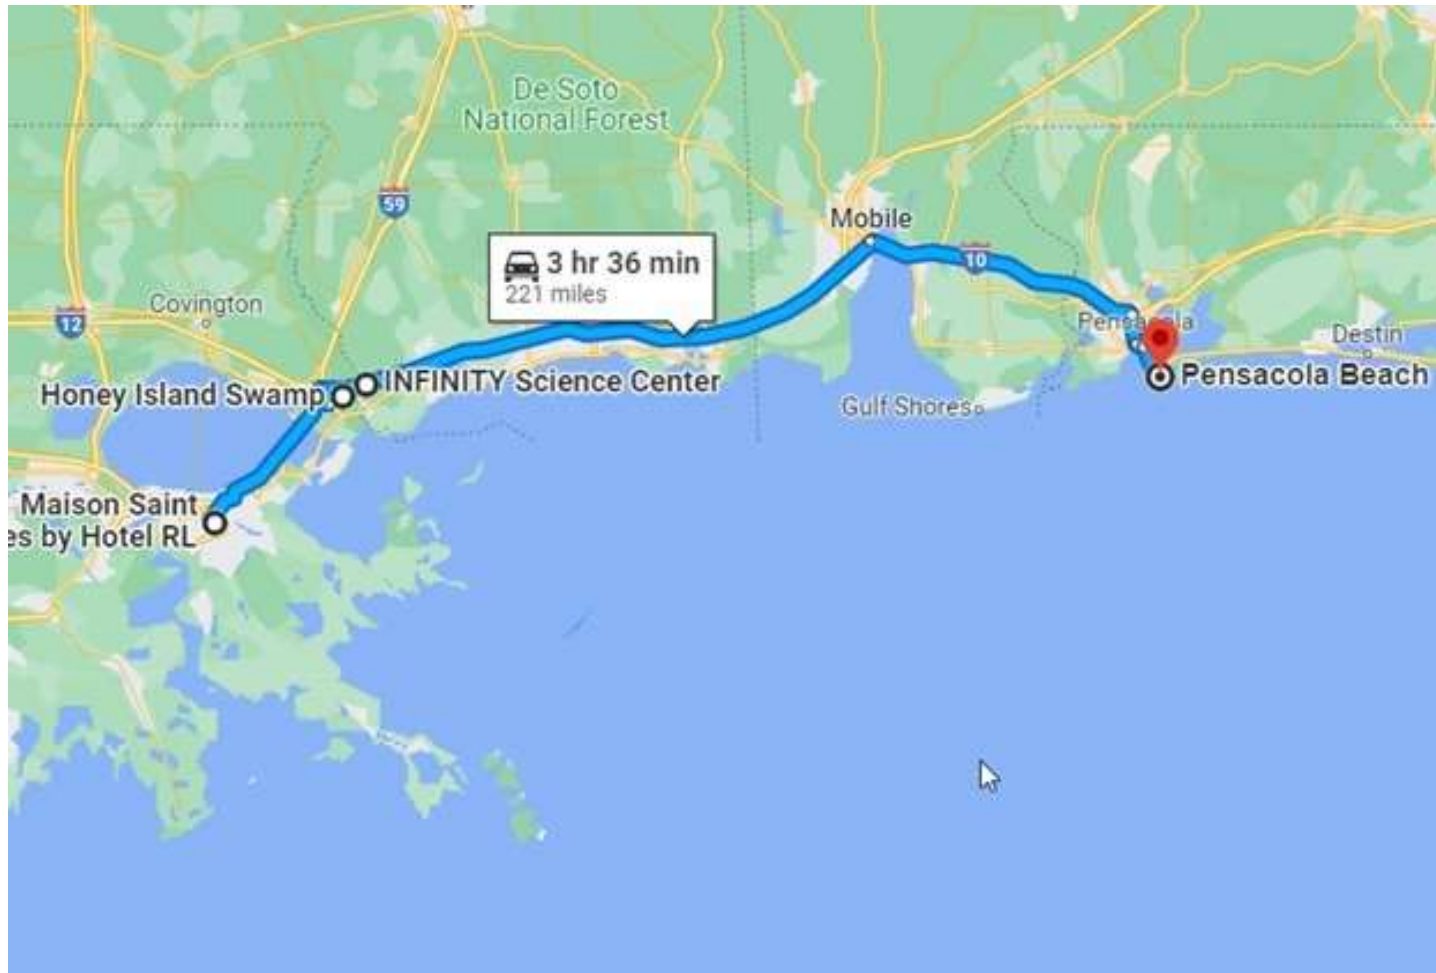 De Soto
National Forest
59
Mobile
3 hr 36 min
221 miles
10
Covington
12
Pensacola
Destin
INFINITY Science Center
Honey Island Swamp
Pensacola Beach
Gulf Shores
Maison Saint
es by Hotel RL